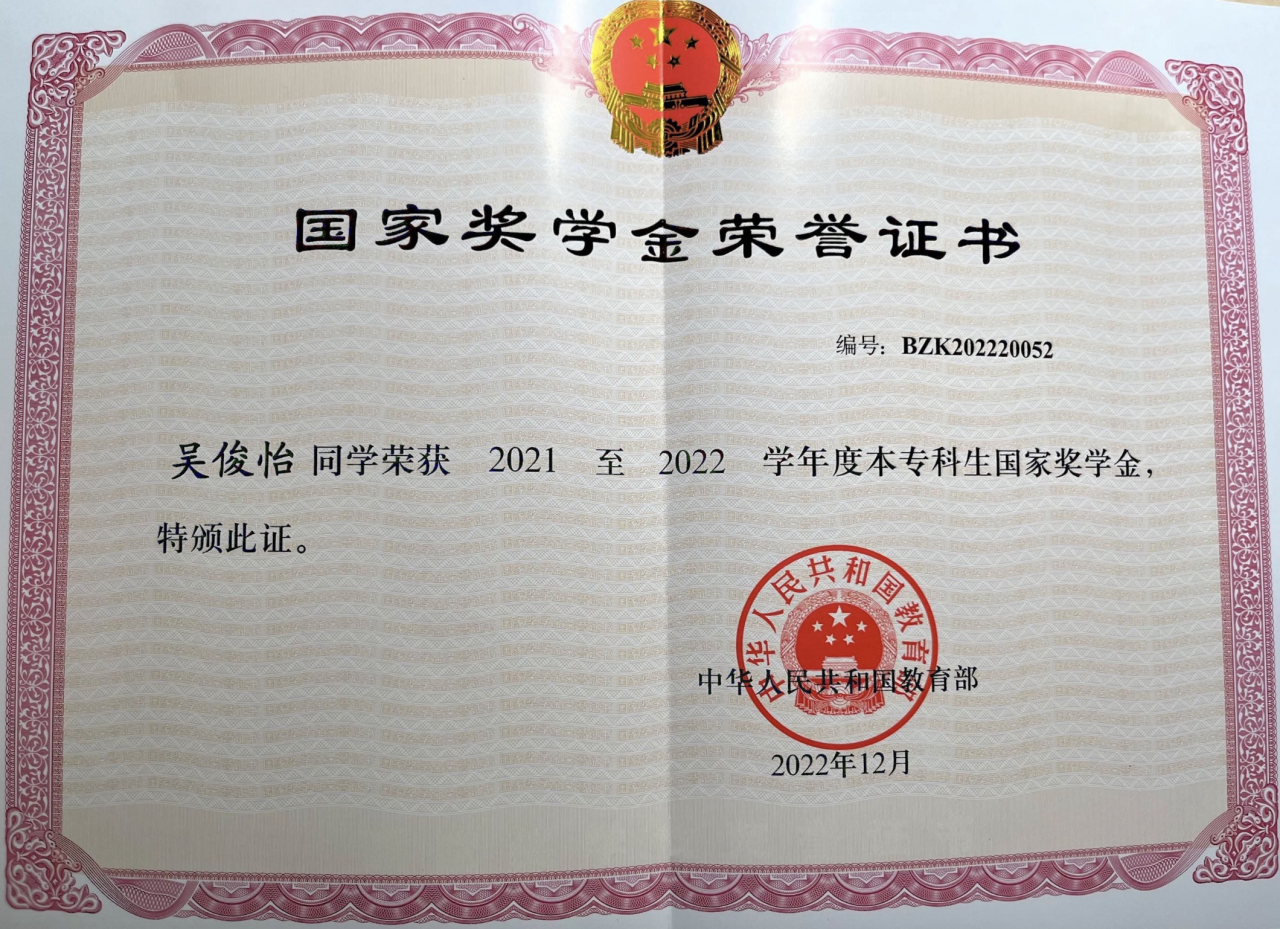 国家奖学金荣誉证书
编号：BZK202220052
吴俊怡 同学荣获 2021 至 2022 学年度本专科生国家奖学金，
特颁此证。
中华人民共和国教育部
中华人民共和国教育部
2022年12月